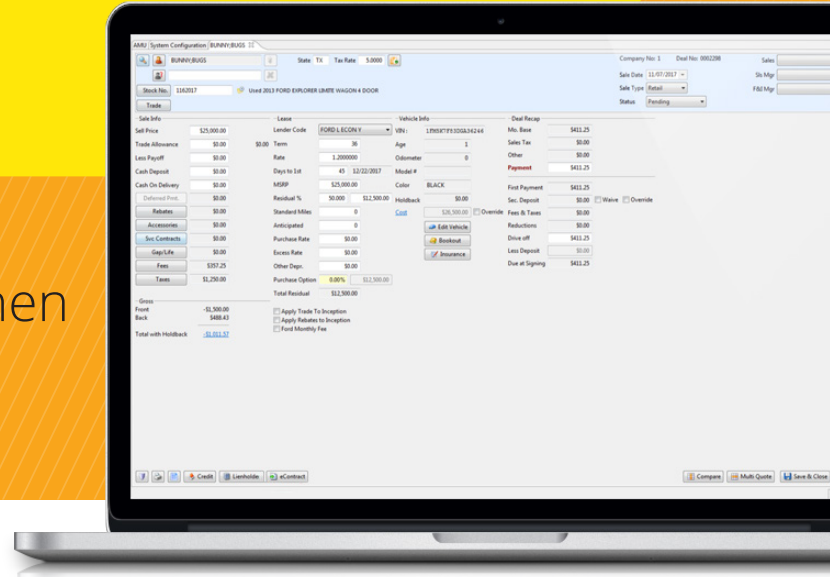 AMU System Configuration BUNNY;BUGS
BUNNY;BUGS State TX Tax Rate 5.0000 Company No: 1 Deal No: 0002298 Sales
Sale Date 11/07/2017 Sls Mgr
Stock No. 1162017 Used 2013 FORD EXPLORER LIMITE WAGON 4 DOOR Sale Type Retail F&I Mgr
Trade Status Pending
Sale Info Lease Vehicle Info Deal Recap
Sell Price $25,000.00 Lender Code FORD L ECON V VIN: Mo. Base $411.25
Trade Allowance $0.00 $0.00 Term 36 Age 1 Sales Tax $0.00
Less Payoff $0.00 Rate 1.2000000 Odometer 0 Other $0.00
Cash Deposit $0.00 Days to 1st 45 12/22/2017 Model # Payment $411.25
Cash On Delivery $0.00 MSRP $25,000.00 Color BLACK First Payment $411.25
Deferred Pmt. $0.00 Residual % 50.000 $12,500.00 Holdback $0.00 Sec. Deposit $0.00 Waive Override
Rebates $0.00 Standard Miles 0 Cost $26,500.00 Override Fees & Taxes $0.00
Accessories $0.00 Anticipated 0 Edit Vehicle Reductions $0.00
Svc Contracts $0.00 Purchase Rate $0.00 Bookout Drive off $411.25
Gap/Life $0.00 Excess Rate $0.00 Insurance Less Deposit $0.00
Fees $357.25 Other Depn. $0.00 Due at Signing $411.25
Taxes $1,250.00 Purchase Option 0.00% $12,500.00
Total Residual $12,500.00
Gross
Front -$1,500.00 Apply Trade To Inception
Back $488.43 Apply Rebates to Inception
Ford Monthly Fee
Total with Holdback -$1,011.57
Credit Lienholder eContract Compare Multi Quote Save & Close